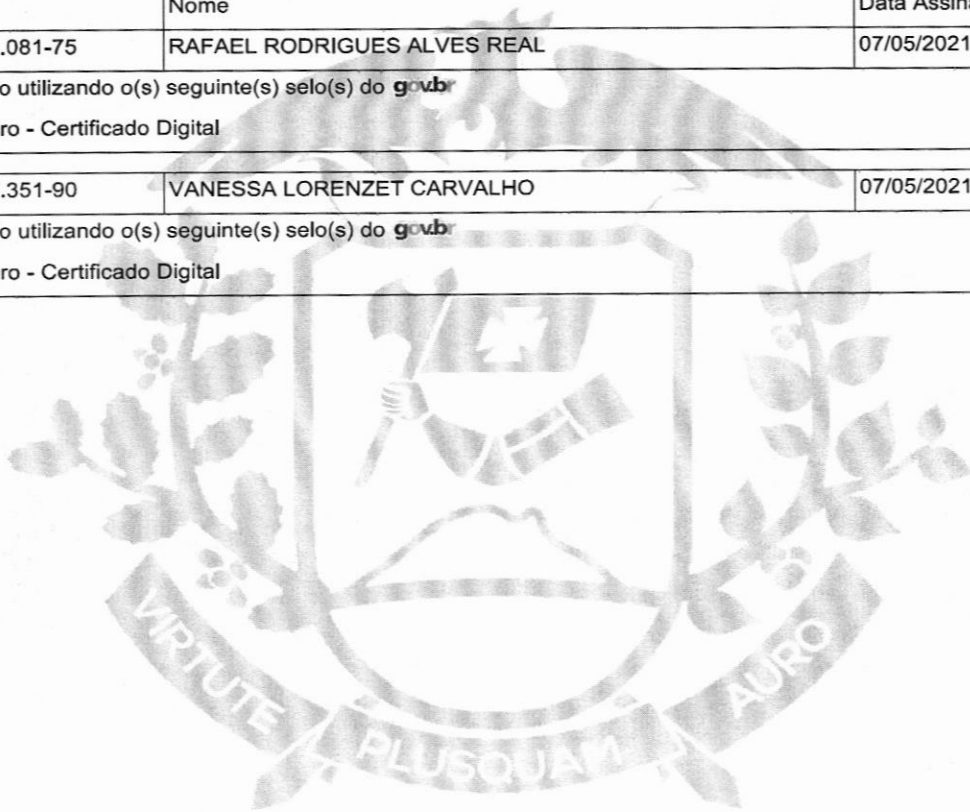 Nome Data Assina
.081-75 RAFAEL RODRIGUES ALVES REAL 07/05/2021
o utilizando o(s) seguinte(s) selo(s) do gov.br
ro - Certificado Digital
.351-90 VANESSA LORENZET CARVALHO 07/05/2021
o utilizando o(s) seguinte(s) selo(s) do gov.br
ro - Certificado Digital
VIRTUTE PLUSQUAM AURO